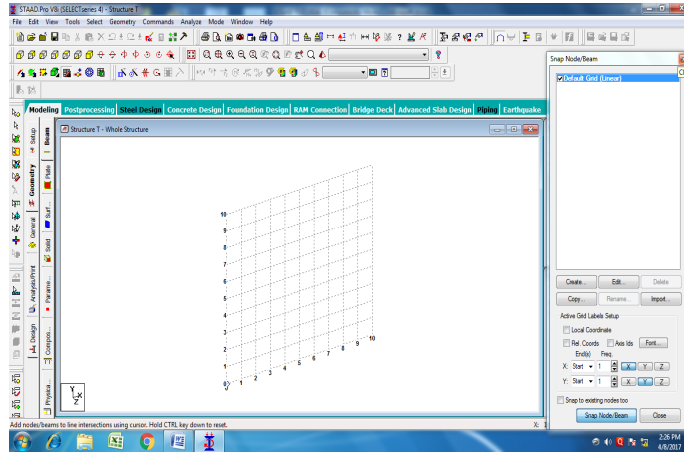 STAAD.Pro V8i (SELECTseries 4) - Structure T
File Edit View Tools Select Geometry Commands Analyze Mode Window Help
Snap Node/Beam
Default Grid (Linear)
Modeling Postprocessing Steel Design Concrete Design Foundation Design RAM Connection Bridge Deck Advanced Slab Design Piping Earthquake
Structure T - Whole Structure
Setup
Geometry
General
Analysis/Print
Design
Beam
Plate
Surf...
Solid
Parame...
Compos...
Physica...
10
9
8
7
6
5
4
3
2
1
0 1 2 3 4 5 6 7 8 9 10
Y
X
Z
Create... Edit... Delete
Copy... Rename... Import...
Active Grid Labels Setup
Local Coordinate
Rel. Coords Axis Ids Font...
End(s) Freq.
X: Start 1 X Y Z
Y: Start 1 X Y Z
Snap to existing nodes too
Snap Node/Beam Close
Add nodes/beams to line intersections using cursor. Hold CTRL key down to reset.
X: 1
2:26 PM
4/8/2017